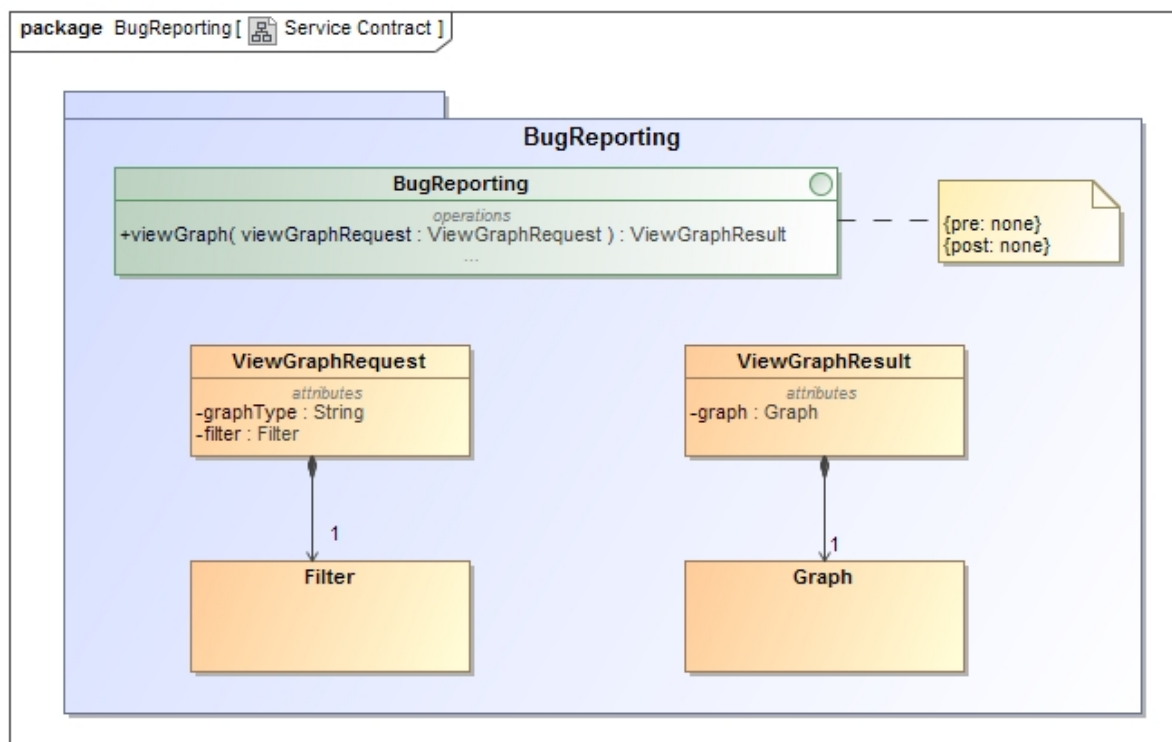 package BugReporting[ Service Contract ]
BugReporting
BugReporting
operations
+viewGraph( viewGraphRequest : ViewGraphRequest ) : ViewGraphResult
...
{pre: none}
{post: none}
ViewGraphRequest
attributes
-graphType : String
-filter : Filter
ViewGraphResult
attributes
-graph : Graph
1
1
Filter
Graph